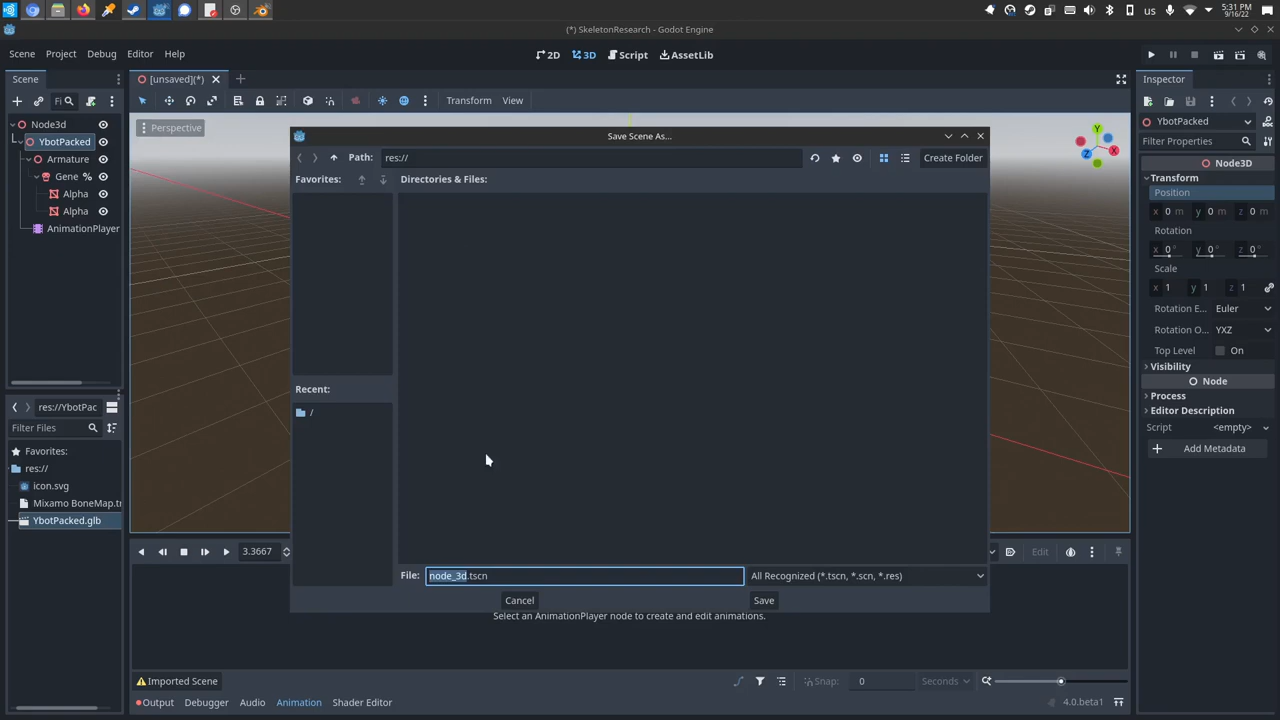 us
5:31 PM
9/16/22
(*) SkeletonResearch - Godot Engine
Scene Project Debug Editor Help
2D 3D Script AssetLib
Scene
[unsaved](*)
Inspector
Fi
Transform View
Node3d
YbotPacked
Armature
Gene %
Alpha
Alpha
AnimationPlayer
Perspective
Save Scene As...
Path: res://
Create Folder
Favorites:
Directories & Files:
Recent:
/
File: node_3d.tscn
All Recognized (*.tscn, *.scn, *.res)
Cancel Save
YbotPacked
Filter Properties
Node3D
Transform
Position
x 0 m y 0 m z 0 m
Rotation
x 0 ° y 0 ° z 0 °
Scale
x 1 y 1 z 1
Rotation E... Euler
Rotation O... YXZ
Top Level On
Visibility
Node
Process
Editor Description
Script <empty>
Add Metadata
res://YbotPac
Filter Files
Favorites:
res://
icon.svg
Mixamo BoneMap.tr
YbotPacked.glb
3.3667
Edit
Select an AnimationPlayer node to create and edit animations.
Imported Scene
Snap: 0 Seconds
Output Debugger Audio Animation Shader Editor
4.0.beta1
Y
X
Z